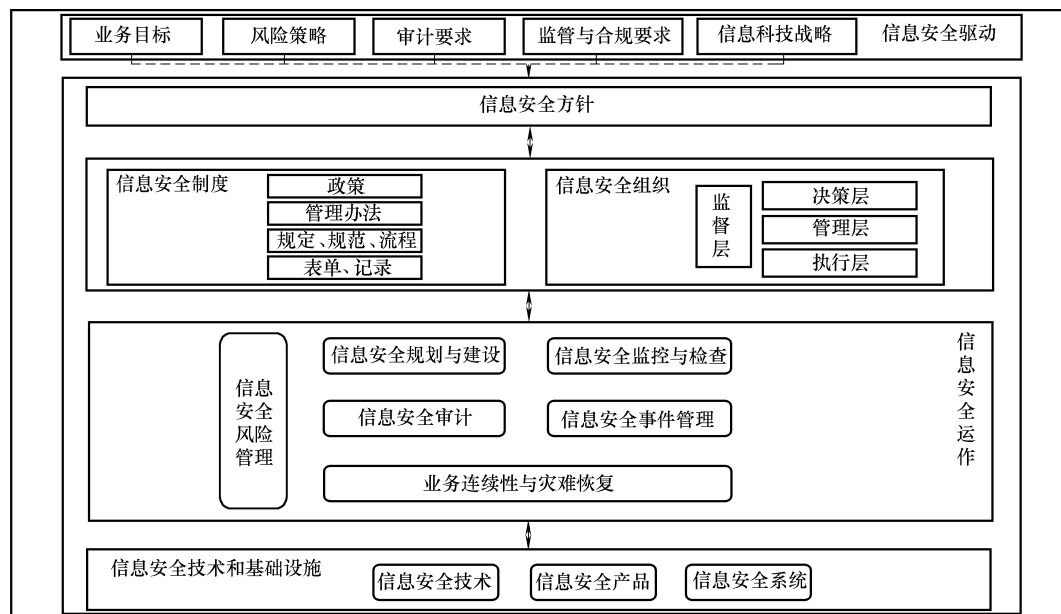 业务目标
风险策略
审计要求
监管与合规要求
信息科技战略
信息安全驱动
信息安全方针
信息安全制度
政策
管理办法
规定、规范、流程
表单、记录
信息安全组织
监
督
层
决策层
管理层
执行层
信息
安全
风险
管理
信息安全规划与建设
信息安全监控与检查
信息安全审计
信息安全事件管理
业务连续性与灾难恢复
信
息
安
全
运
作
信息安全技术和基础设施
信息安全技术
信息安全产品
信息安全系统